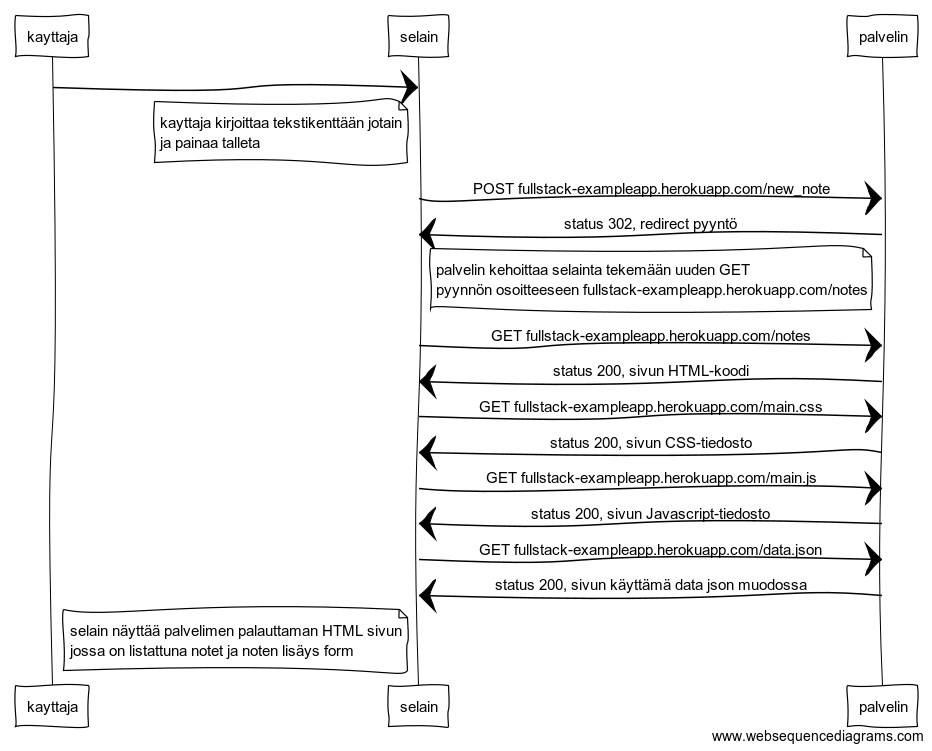 kayttaja
selain
palvelin
kayttaja kirjoittaa tekstikenttään jotain
ja painaa talleta
POST fullstack-exampleapp.herokuapp.com/new_note
status 302, redirect pyyntö
palvelin kehoittaa selainta tekemään uuden GET
pyynnön osoitteeseen fullstack-exampleapp.herokuapp.com/notes
GET fullstack-exampleapp.herokuapp.com/notes
status 200, sivun HTML-koodi
GET fullstack-exampleapp.herokuapp.com/main.css
status 200, sivun CSS-tiedosto
GET fullstack-exampleapp.herokuapp.com/main.js
status 200, sivun Javascript-tiedosto
GET fullstack-exampleapp.herokuapp.com/data.json
status 200, sivun käyttämä data json muodossa
selain näyttää palvelimen palauttaman HTML sivun
jossa on listattuna notet ja noten lisäys form
kayttaja
selain
palvelin
www.websequencediagrams.com